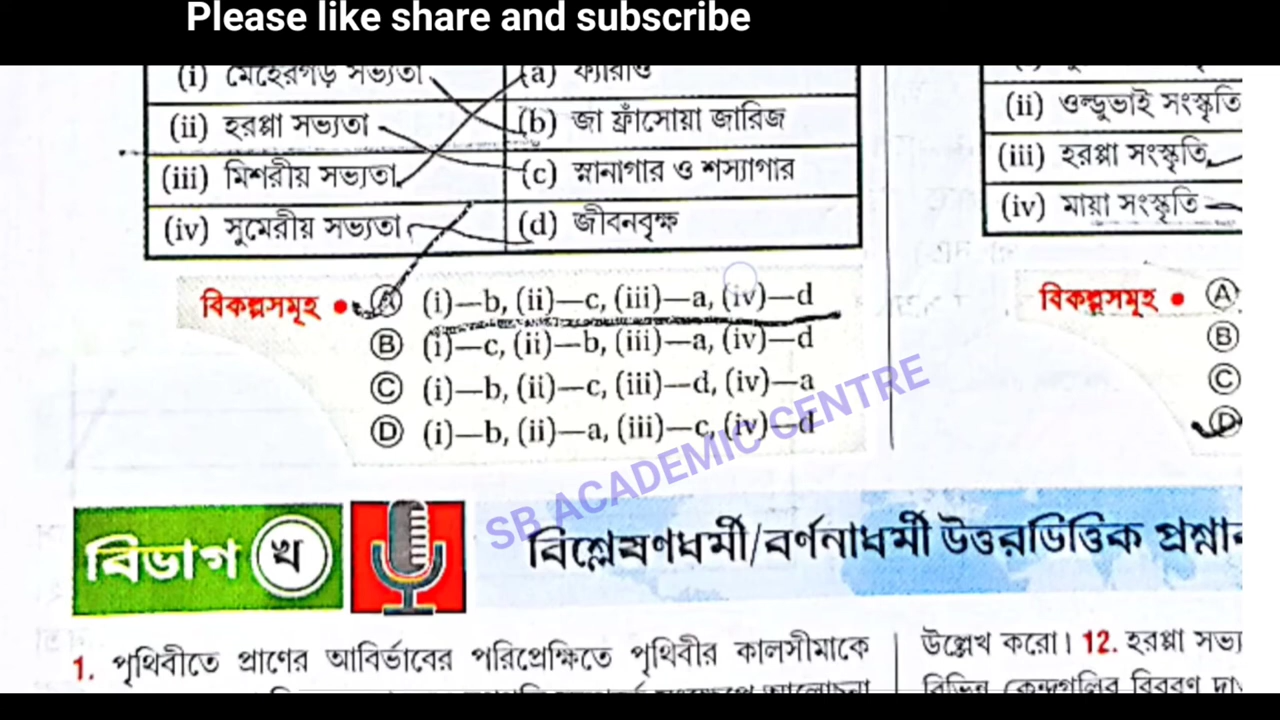 Please like share and subscribe
(i) মেহেরগড় সভ্যতা
(a) ফ্যারাও
(ii) হরপ্পা সভ্যতা
(b) জা ফ্রাঁসোয়া জারিজ
(iii) মিশরীয় সভ্যতা
(c) স্নানাগার ও শস্যাগার
(iv) সুমেরীয় সভ্যতা
(d) জীবনবৃক্ষ
বিকল্পসমূহ • Ⓐ (i)—b, (ii)—c, (iii)—a, (iv)—d
Ⓑ (i)—c, (ii)—b, (iii)—a, (iv)—d
Ⓒ (i)—b, (ii)—c, (iii)—d, (iv)—a
Ⓓ (i)—b, (ii)—a, (iii)—c, (iv)—d
(ii) ওল্ডুভাই সংস্কৃতি
(iii) হরপ্পা সংস্কৃতি
(iv) মায়া সংস্কৃতি
বিকল্পসমূহ • Ⓐ
Ⓑ
Ⓒ
Ⓓ
SB ACADEMIC CENTRE
বিভাগ খ
বিশ্লেষণধর্মী/বর্ণনাধর্মী উত্তরভিত্তিক
1. পৃথিবীতে প্রাণের আবির্ভাবের পরিপ্রেক্ষিতে পৃথিবীর কালসীমাকে
উল্লেখ করো। 12. হরপ্পা